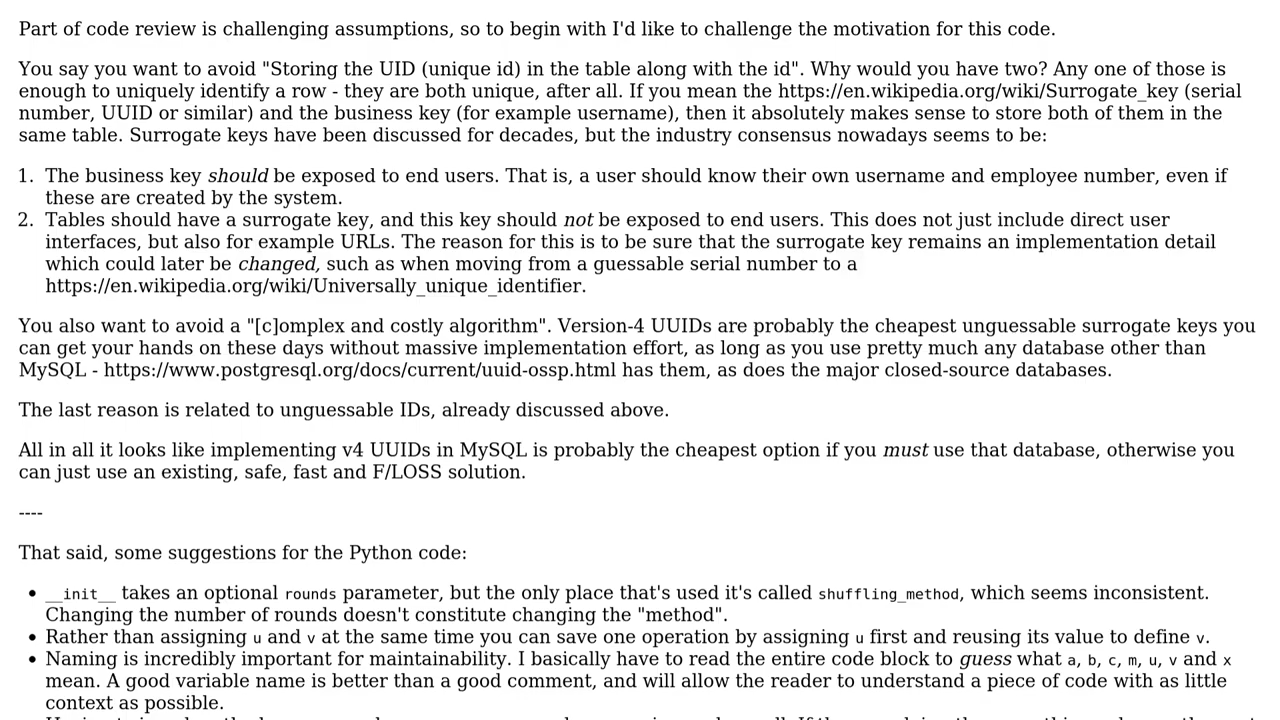 Part of code review is challenging assumptions, so to begin with I'd like to challenge the motivation for this code.
You say you want to avoid "Storing the UID (unique id) in the table along with the id". Why would you have two? Any one of those is
enough to uniquely identify a row - they are both unique, after all. If you mean the https://en.wikipedia.org/wiki/Surrogate_key (serial
number, UUID or similar) and the business key (for example username), then it absolutely makes sense to store both of them in the
same table. Surrogate keys have been discussed for decades, but the industry consensus nowadays seems to be:
1. The business key should be exposed to end users. That is, a user should know their own username and employee number, even if
these are created by the system.
2. Tables should have a surrogate key, and this key should not be exposed to end users. This does not just include direct user
interfaces, but also for example URLs. The reason for this is to be sure that the surrogate key remains an implementation detail
which could later be changed, such as when moving from a guessable serial number to a
https://en.wikipedia.org/wiki/Universally_unique_identifier.
You also want to avoid a "[c]omplex and costly algorithm". Version-4 UUIDs are probably the cheapest unguessable surrogate keys you
can get your hands on these days without massive implementation effort, as long as you use pretty much any database other than
MySQL - https://www.postgresql.org/docs/current/uuid-ossp.html has them, as does the major closed-source databases.
The last reason is related to unguessable IDs, already discussed above.
All in all it looks like implementing v4 UUIDs in MySQL is probably the cheapest option if you must use that database, otherwise you
can just use an existing, safe, fast and F/LOSS solution.
----
That said, some suggestions for the Python code:
• __init__ takes an optional rounds parameter, but the only place that's used it's called shuffling_method, which seems inconsistent.
Changing the number of rounds doesn't constitute changing the "method".
• Rather than assigning u and v at the same time you can save one operation by assigning u first and reusing its value to define v.
• Naming is incredibly important for maintainability. I basically have to read the entire code block to guess what a, b, c, m, u, v and x
mean. A good variable name is better than a good comment, and will allow the reader to understand a piece of code with as little
context as possible.